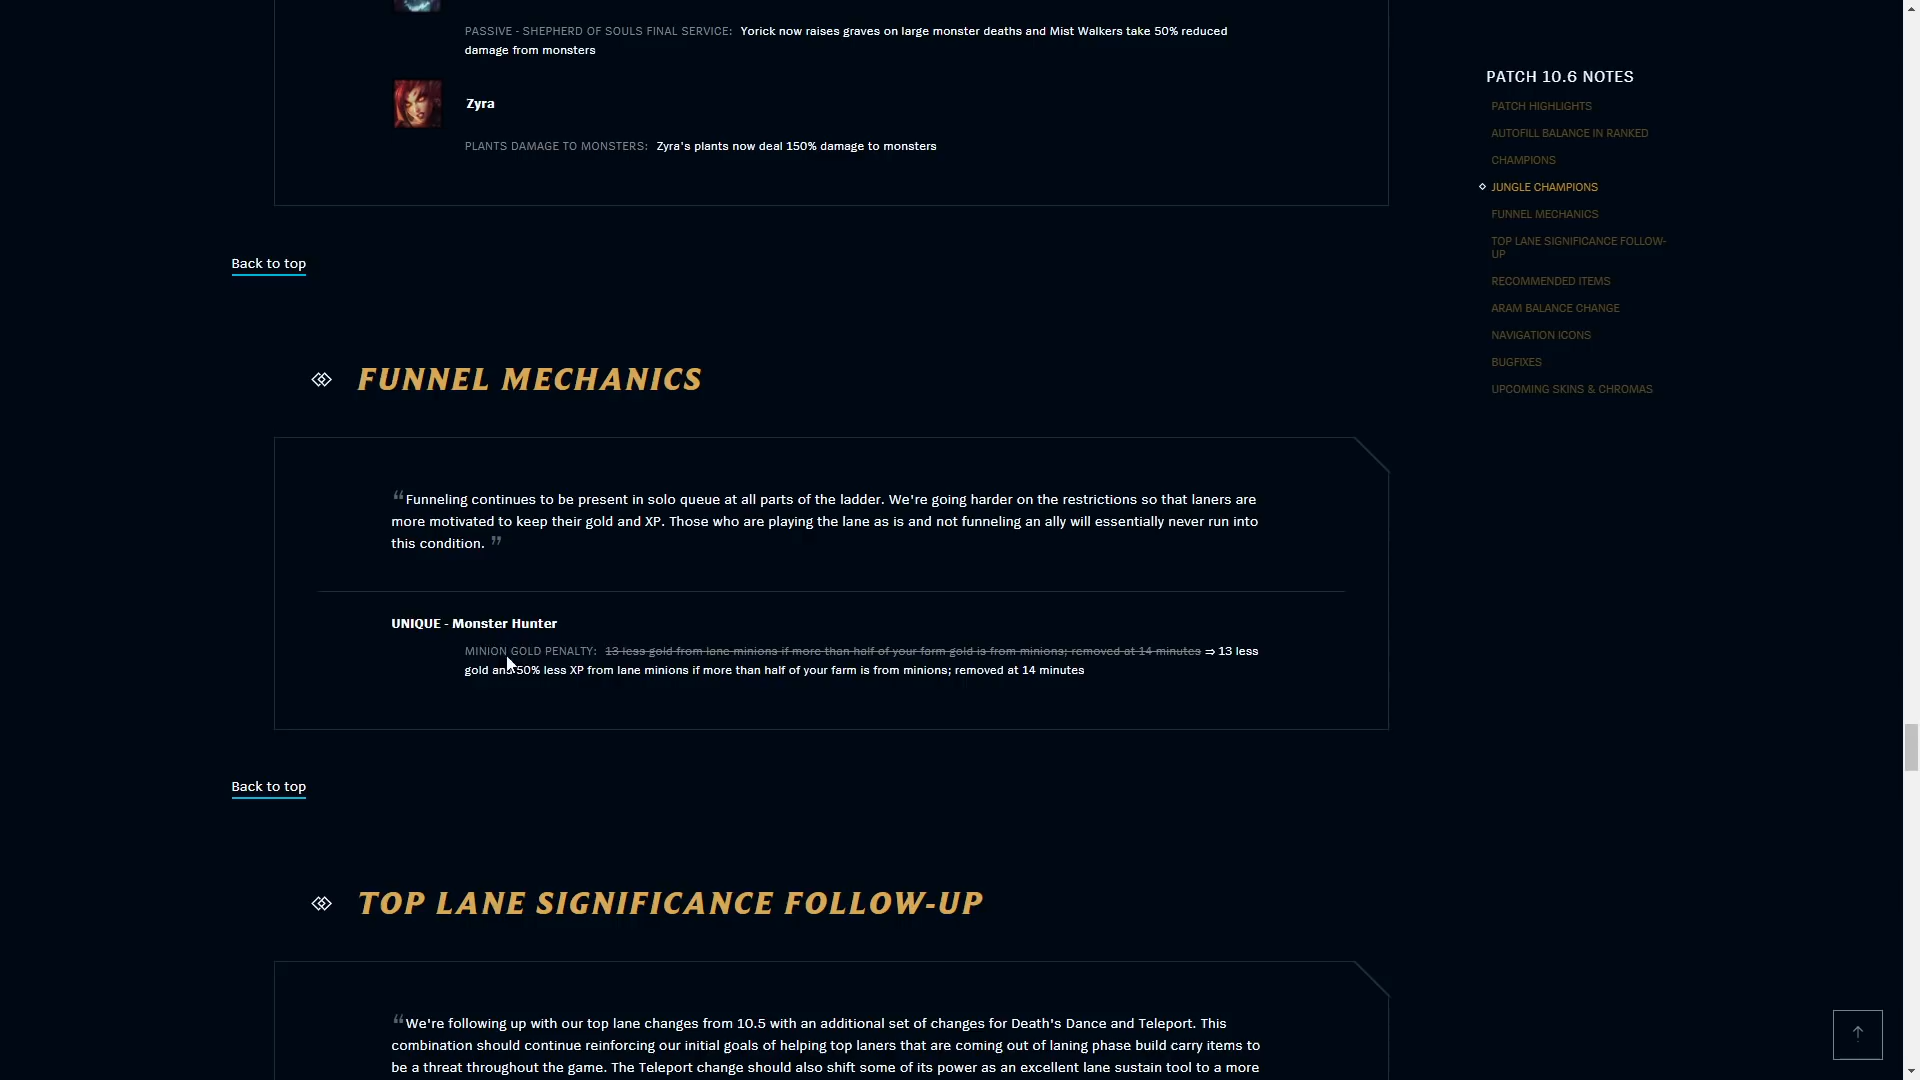 PASSIVE - SHEPHERD OF SOULS FINAL SERVICE: Yorick now raises graves on large monster deaths and Mist Walkers take 50% reduced
damage from monsters
Zyra
PLANTS DAMAGE TO MONSTERS: Zyra's plants now deal 150% damage to monsters
Back to top
FUNNEL MECHANICS
“Funneling continues to be present in solo queue at all parts of the ladder. We're going harder on the restrictions so that laners are
more motivated to keep their gold and XP. Those who are playing the lane as is and not funneling an ally will essentially never run into
this condition. ”
UNIQUE - Monster Hunter
MINION GOLD PENALTY: 13 less gold from lane minions if more than half of your farm gold is from minions; removed at 14 minutes ⇒ 13 less
gold and 50% less XP from lane minions if more than half of your farm is from minions; removed at 14 minutes
Back to top
TOP LANE SIGNIFICANCE FOLLOW-UP
“We're following up with our top lane changes from 10.5 with an additional set of changes for Death's Dance and Teleport. This
combination should continue reinforcing our initial goals of helping top laners that are coming out of laning phase build carry items to
be a threat throughout the game. The Teleport change should also shift some of its power as an excellent lane sustain tool to a more
PATCH 10.6 NOTES
PATCH HIGHLIGHTS
AUTOFILL BALANCE IN RANKED
CHAMPIONS
JUNGLE CHAMPIONS
FUNNEL MECHANICS
TOP LANE SIGNIFICANCE FOLLOW-
UP
RECOMMENDED ITEMS
ARAM BALANCE CHANGE
NAVIGATION ICONS
BUGFIXES
UPCOMING SKINS & CHROMAS